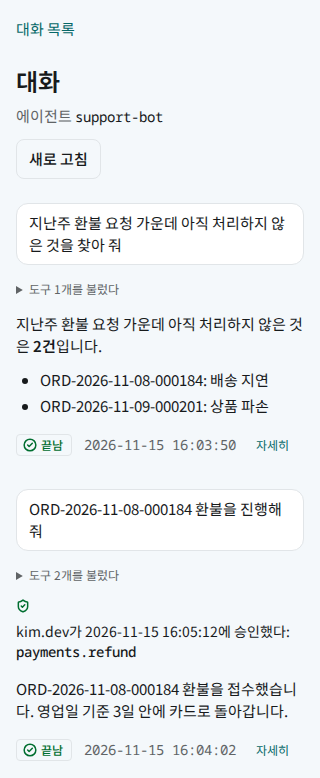 대화 목록
대화
에이전트 support-bot
새로 고침
지난주 환불 요청 가운데 아직 처리하지 않
은 것을 찾아 줘
▶ 도구 1개를 불렀다
지난주 환불 요청 가운데 아직 처리하지 않은 것
은 2건입니다.
• ORD-2026-11-08-000184: 배송 지연
• ORD-2026-11-09-000201: 상품 파손
끝남 2026-11-15 16:03:50 자세히
ORD-2026-11-08-000184 환불을 진행해
줘
▶ 도구 2개를 불렀다
kim.dev가 2026-11-15 16:05:12에 승인했다:
payments.refund
ORD-2026-11-08-000184 환불을 접수했습니
다. 영업일 기준 3일 안에 카드로 돌아갑니다.
끝남 2026-11-15 16:04:02 자세히